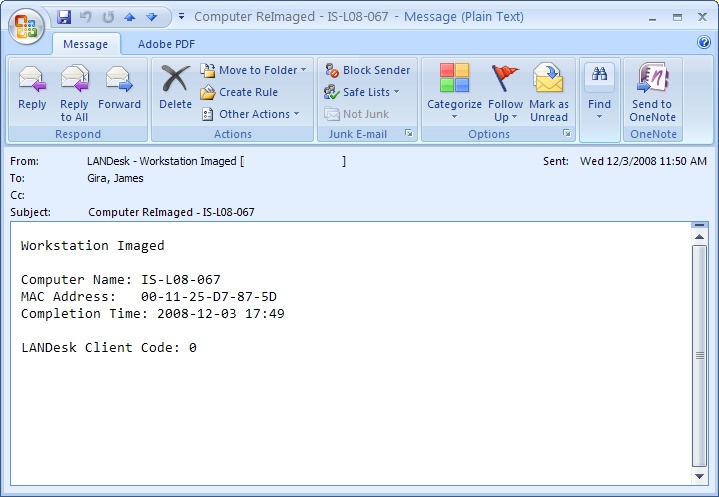 Computer ReImaged - IS-L08-067 - Message (Plain Text)
Message Adobe PDF
Reply Reply to All Forward
Respond
Delete Move to Folder Create Rule Other Actions
Actions
Block Sender Safe Lists Not Junk
Junk E-mail
Categorize Follow Up Mark as Unread
Options
Find
Send to OneNote
OneNote
From: LANDesk - Workstation Imaged [ ] Sent: Wed 12/3/2008 11:50 AM
To: Gira, James
Cc:
Subject: Computer ReImaged - IS-L08-067
Workstation Imaged
Computer Name: IS-L08-067
MAC Address: 00-11-25-D7-87-5D
Completion Time: 2008-12-03 17:49
LANDesk Client Code: 0